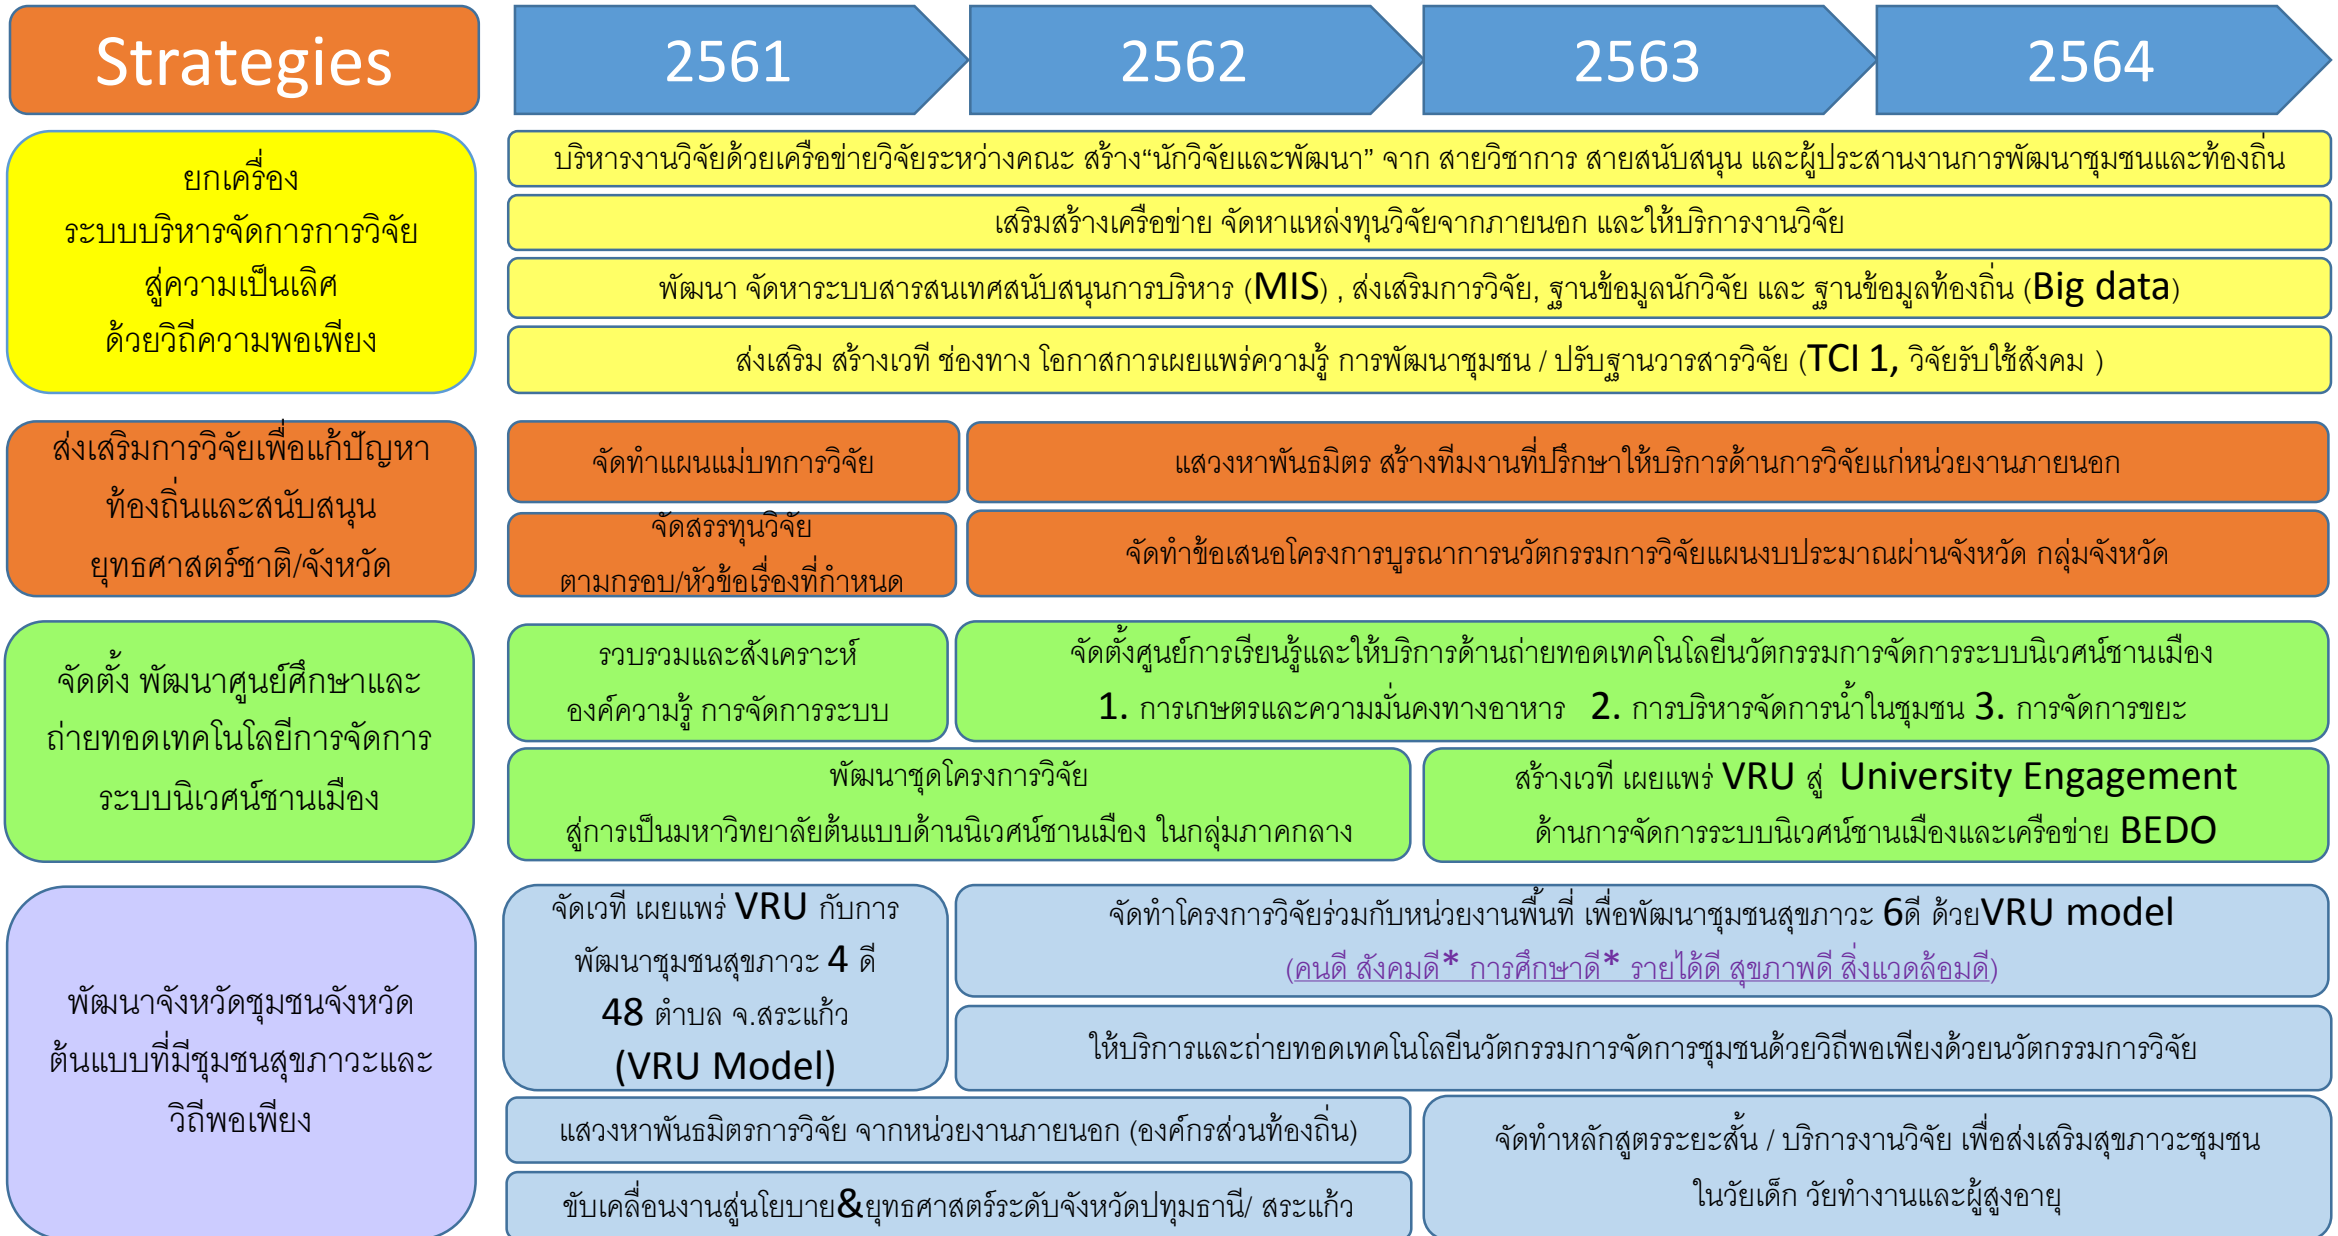 Strategies
2561
2562
2563
2564
ยกเครื่อง
ระบบบริหารจัดการการวิจัย
สู่ความเป็นเลิศ
ด้วยวิถีความพอเพียง
บริหารงานวิจัยด้วยเครือข่ายวิจัยระหว่างคณะ สร้าง“นักวิจัยและพัฒนา” จาก สายวิชาการ สายสนับสนุน และผู้ประสานงานการพัฒนาชุมชนและท้องถิ่น
เสริมสร้างเครือข่าย จัดหาแหล่งทุนวิจัยจากภายนอก และให้บริการงานวิจัย
พัฒนา จัดหาระบบสารสนเทศสนับสนุนการบริหาร (MIS) , ส่งเสริมการวิจัย, ฐานข้อมูลนักวิจัย และ ฐานข้อมูลท้องถิ่น (Big data)
ส่งเสริม สร้างเวที ช่องทาง โอกาสการเผยแพร่ความรู้ การพัฒนาชุมชน / ปรับฐานวารสารวิจัย (TCI 1, วิจัยรับใช้สังคม )
ส่งเสริมการวิจัยเพื่อแก้ปัญหา
ท้องถิ่นและสนับสนุน
ยุทธศาสตร์ชาติ/จังหวัด
จัดทำแผนแม่บทการวิจัย
แสวงหาพันธมิตร สร้างทีมงานที่ปรึกษาให้บริการด้านการวิจัยแก่หน่วยงานภายนอก
จัดสรรทุนวิจัย
ตามกรอบ/หัวข้อเรื่องที่กำหนด
จัดทำข้อเสนอโครงการบูรณาการนวัตกรรมการวิจัยแผนงบประมาณผ่านจังหวัด กลุ่มจังหวัด
จัดตั้ง พัฒนาศูนย์ศึกษาและ
ถ่ายทอดเทคโนโลยีการจัดการ
ระบบนิเวศน์ชานเมือง
รวบรวมและสังเคราะห์
องค์ความรู้ การจัดการระบบ
จัดตั้งศูนย์การเรียนรู้และให้บริการด้านถ่ายทอดเทคโนโลยีนวัตกรรมการจัดการระบบนิเวศน์ชานเมือง
1. การเกษตรและความมั่นคงทางอาหาร 2. การบริหารจัดการน้ำในชุมชน 3. การจัดการขยะ
พัฒนาชุดโครงการวิจัย
สู่การเป็นมหาวิทยาลัยต้นแบบด้านนิเวศน์ชานเมือง ในกลุ่มภาคกลาง
สร้างเวที เผยแพร่ VRU สู่ University Engagement
ด้านการจัดการระบบนิเวศน์ชานเมืองและเครือข่าย BEDO
พัฒนาจังหวัดชุมชนจังหวัด
ต้นแบบที่มีชุมชนสุขภาวะและ
วิถีพอเพียง
จัดเวที เผยแพร่ VRU กับการ
พัฒนาชุมชนสุขภาวะ 4 ดี
48 ตำบล จ.สระแก้ว
(VRU Model)
จัดทำโครงการวิจัยร่วมกับหน่วยงานพื้นที่ เพื่อพัฒนาชุมชนสุขภาวะ 6ดี ด้วยVRU model
(คนดี สังคมดี* การศึกษาดี* รายได้ดี สุขภาพดี สิ่งแวดล้อมดี)
ให้บริการและถ่ายทอดเทคโนโลยีนวัตกรรมการจัดการชุมชนด้วยวิถีพอเพียงด้วยนวัตกรรมการวิจัย
แสวงหาพันธมิตรการวิจัย จากหน่วยงานภายนอก (องค์กรส่วนท้องถิ่น)
ขับเคลื่อนงานสู่นโยบาย&ยุทธศาสตร์ระดับจังหวัดปทุมธานี/ สระแก้ว
จัดทำหลักสูตรระยะสั้น / บริการงานวิจัย เพื่อส่งเสริมสุขภาวะชุมชน
ในวัยเด็ก วัยทำงานและผู้สูงอายุ